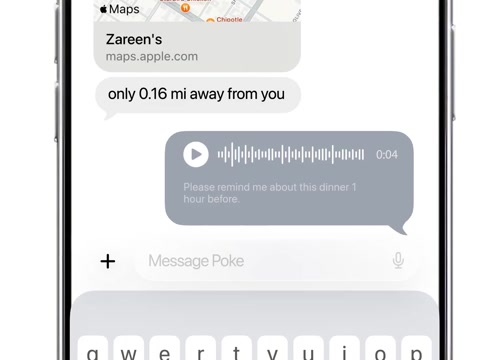 Chipotle
Maps
Zareen's
maps.apple.com
only 0.16 mi away from you
0:04
Please remind me about this dinner 1
hour before.
Message Poke
q w e r t y u i o p